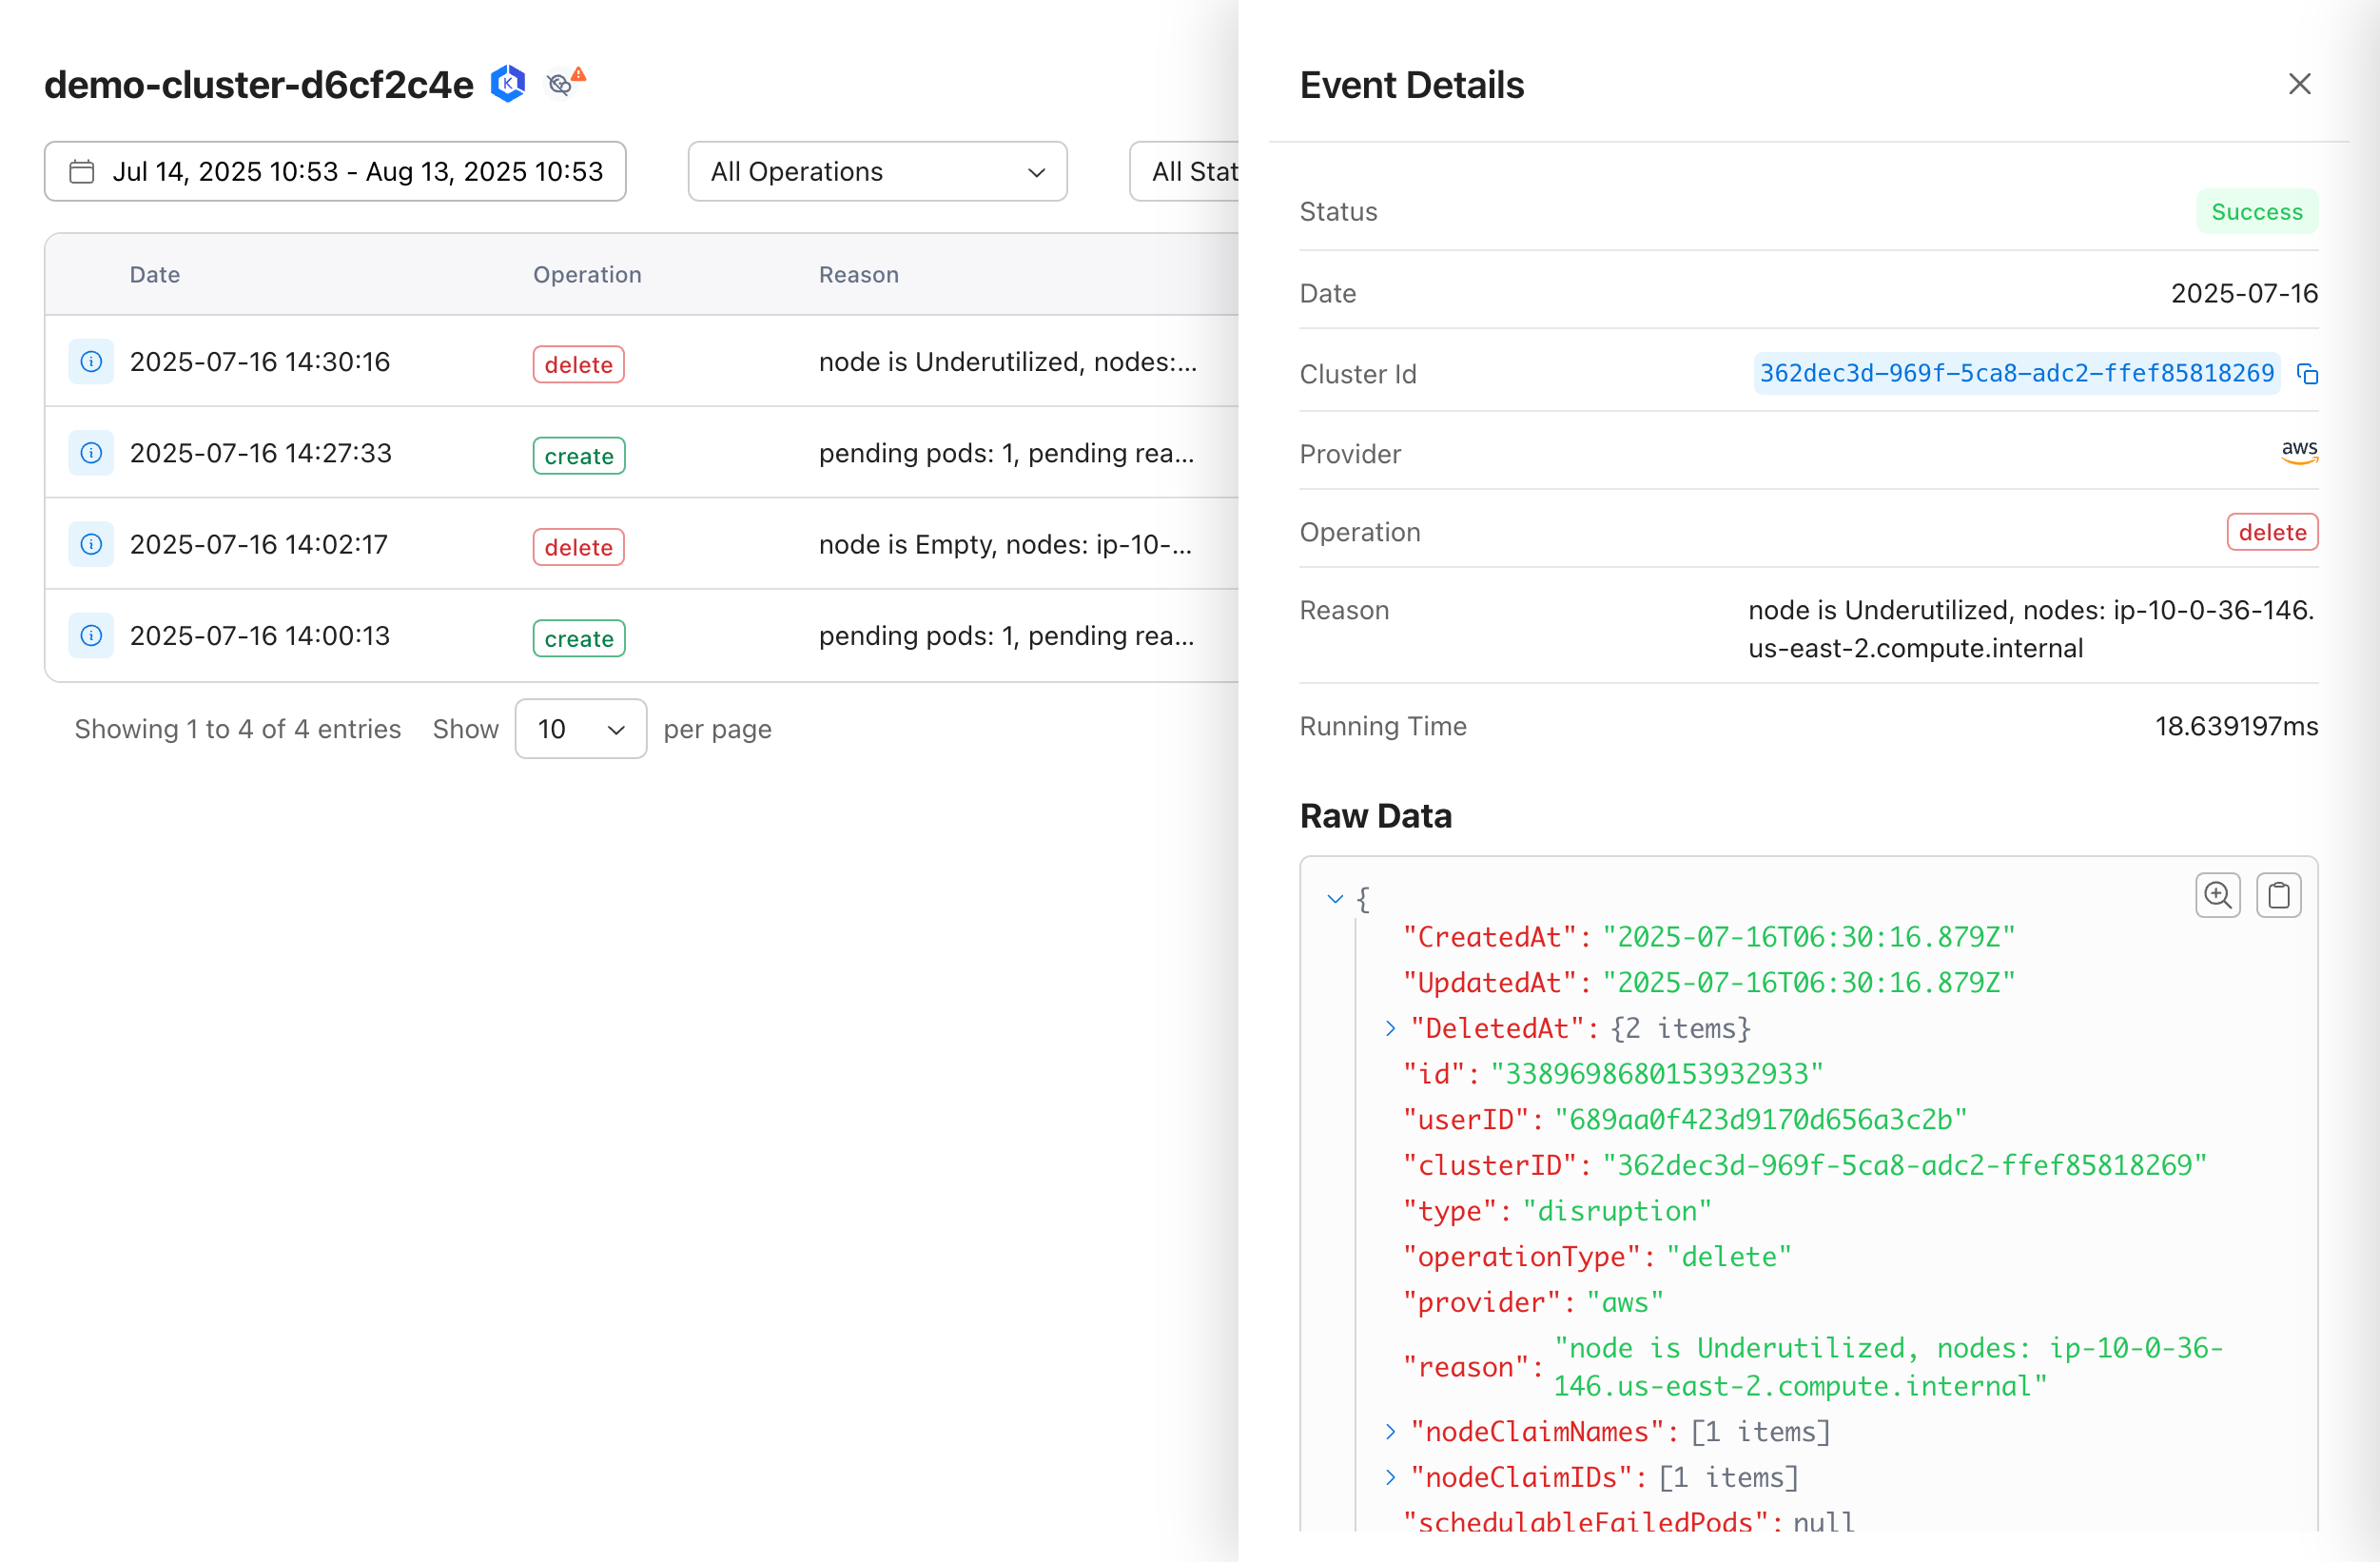 demo-cluster-d6cf2c4e
Jul 14, 2025 10:53 - Aug 13, 2025 10:53
All Operations
All Stat
Date Operation Reason
2025-07-16 14:30:16 delete node is Underutilized, nodes:...
2025-07-16 14:27:33 create pending pods: 1, pending rea...
2025-07-16 14:02:17 delete node is Empty, nodes: ip-10-...
2025-07-16 14:00:13 create pending pods: 1, pending rea...
Showing 1 to 4 of 4 entries Show 10 per page
Event Details
Status Success
Date 2025-07-16
Cluster Id 362dec3d-969f-5ca8-adc2-ffef85818269
Provider aws
Operation delete
Reason node is Underutilized, nodes: ip-10-0-36-146.
us-east-2.compute.internal
Running Time 18.639197ms
Raw Data
{
"CreatedAt": "2025-07-16T06:30:16.879Z"
"UpdatedAt": "2025-07-16T06:30:16.879Z"
"DeletedAt": {2 items}
"id": "3389698680153932933"
"userID": "689aa0f423d9170d656a3c2b"
"clusterID": "362dec3d-969f-5ca8-adc2-ffef85818269"
"type": "disruption"
"operationType": "delete"
"provider": "aws"
"reason": "node is Underutilized, nodes: ip-10-0-36-
146.us-east-2.compute.internal"
"nodeClaimNames": [1 items]
"nodeClaimIDs": [1 items]
"schedulableFailedPods": null